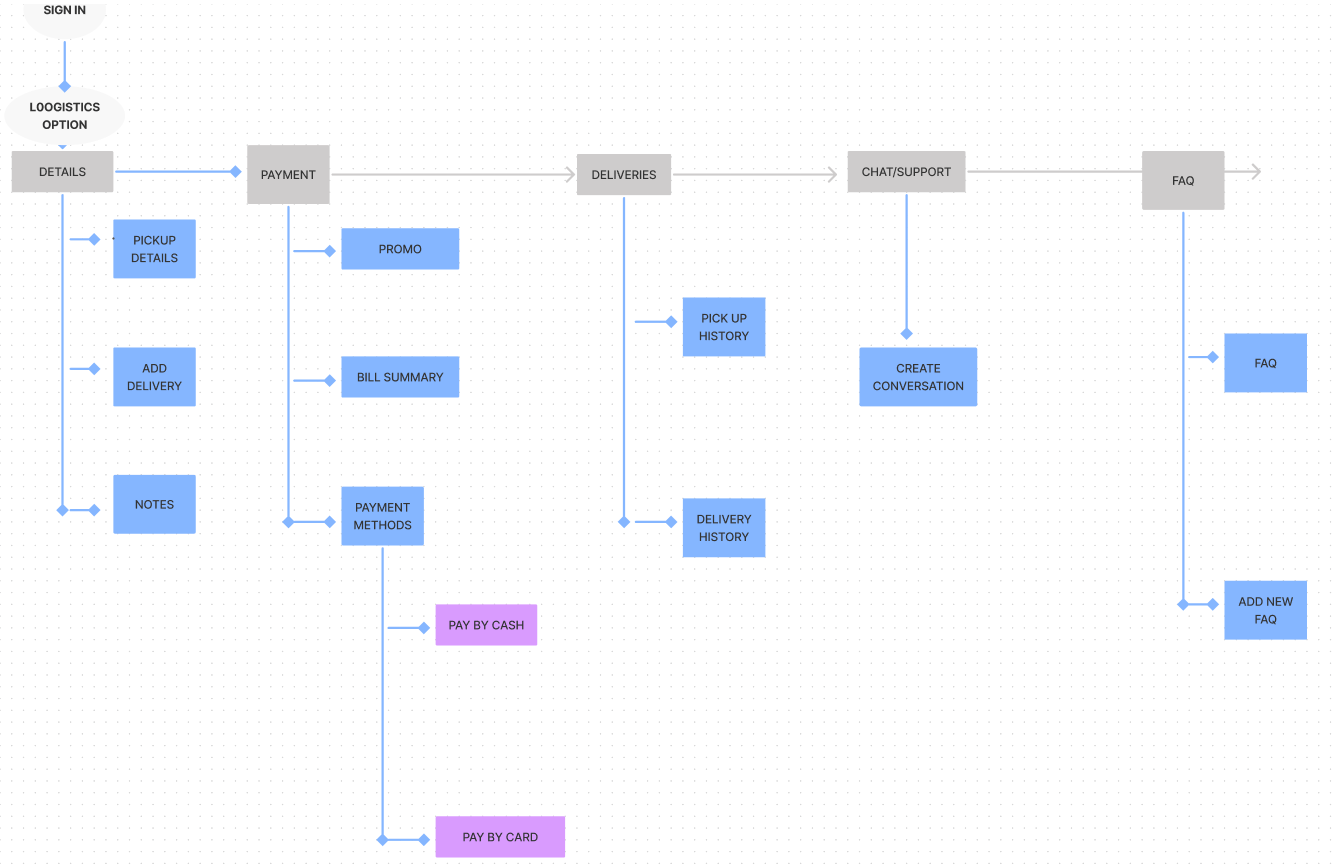 SIGN IN
L0OGISTICS
OPTION
DETAILS
PAYMENT
DELIVERIES
CHAT/SUPPORT
FAQ
PICKUP
DETAILS
PROMO
PICK UP
HISTORY
CREATE
CONVERSATION
FAQ
ADD
DELIVERY
BILL SUMMARY
NOTES
PAYMENT
METHODS
DELIVERY
HISTORY
ADD NEW
FAQ
PAY BY CASH
PAY BY CARD